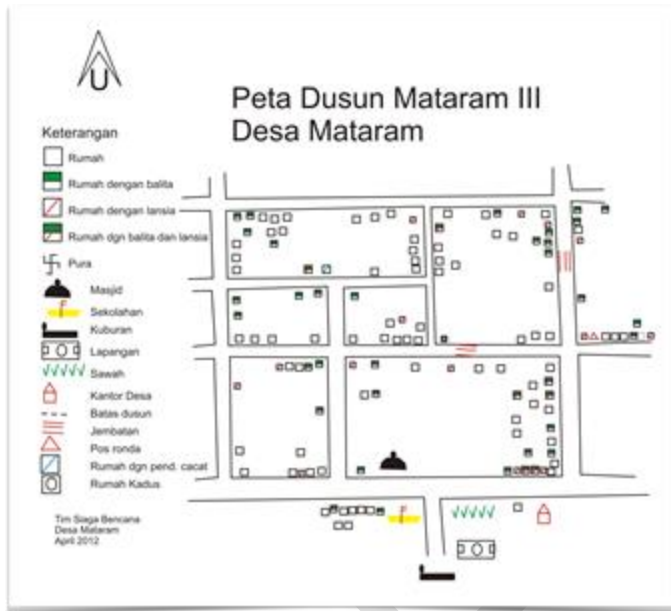 U
Peta Dusun Mataram III
Desa Mataram
Keterangan
Rumah
Rumah dengan balita
Rumah dengan lansia
Rumah dgn balita dan lansia
Pura
Masjid
Sekolahan
Kuburan
Lapangan
Sawah
Kantor Desa
Batas dusun
Jembatan
Pos ronda
Rumah dgn pend. cacat
Rumah Kadus
Tim Siaga Bencana
Desa Mataram
April 2012